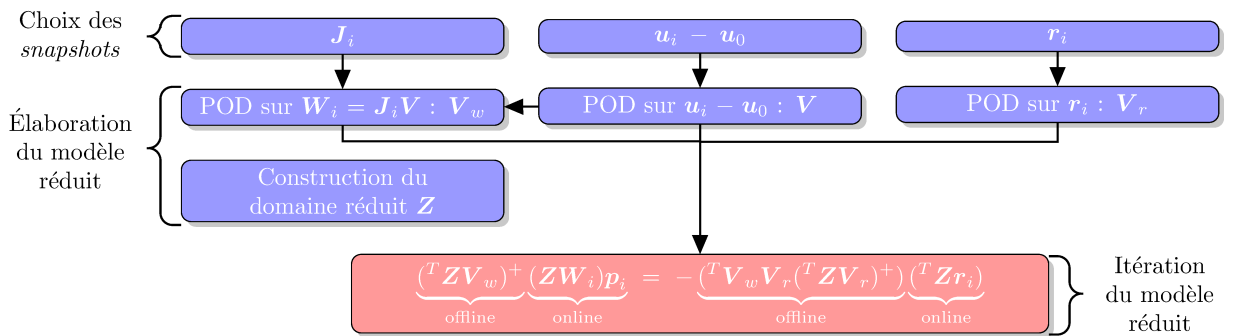 Choix des
snapshots
J_i
u_i − u_0
r_i
Élaboration
du modèle
réduit
POD sur W_i = J_i V : V_w
POD sur u_i − u_0 : V
POD sur r_i : V_r
Construction du
domaine réduit Z
(^T Z V_w)^+ (Z W_i) p_i = −(^T V_w V_r (^T Z V_r)^+) (^T Z r_i)
offline online offline online
Itération
du modèle
réduit